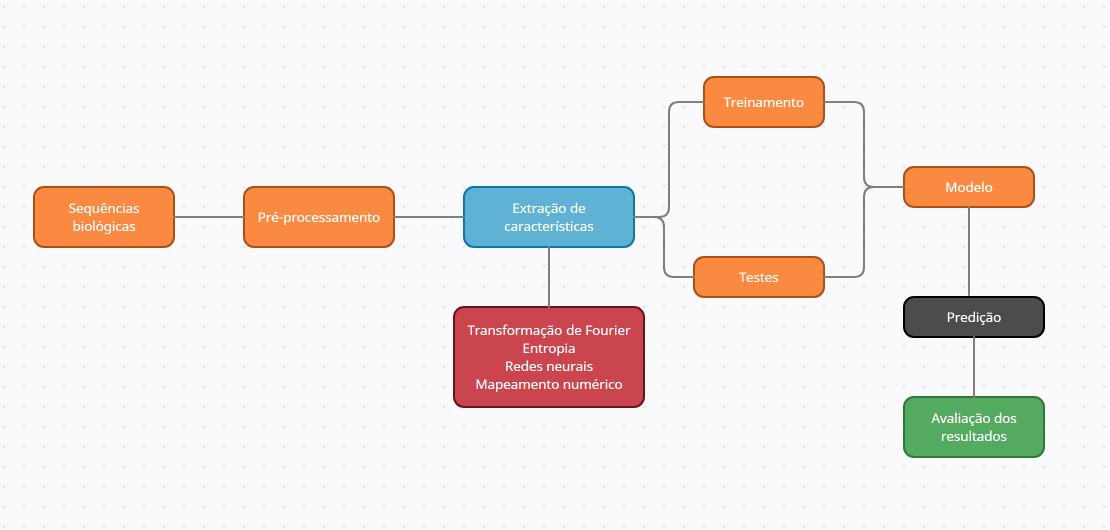 Sequências
biológicas
Pré-processamento
Extração de
características
Transformação de Fourier
Entropia
Redes neurais
Mapeamento numérico
Treinamento
Testes
Modelo
Predição
Avaliação dos
resultados